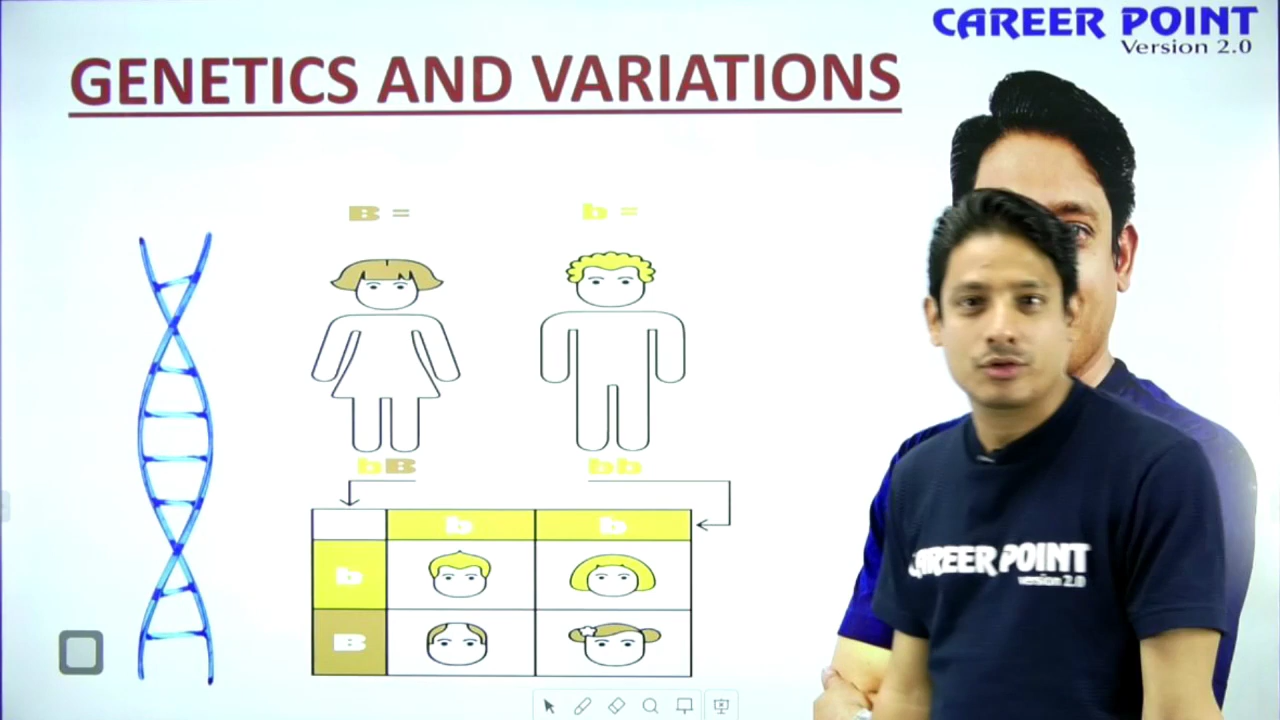 CAREER POINT
Version 2.0
GENETICS AND VARIATIONS
B = b =
bB bb
b b
b
B
CAREER POINT
version 2.0